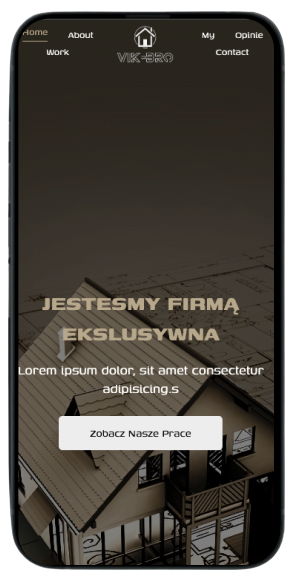 Home About My Opinie
Work Contact
VIK-BRO
JESTESMY FIRMĄ
EKSLUSYWNA
Lorem ipsum dolor, sit amet consectetur
adipisicing.s
Zobacz Nasze Prace